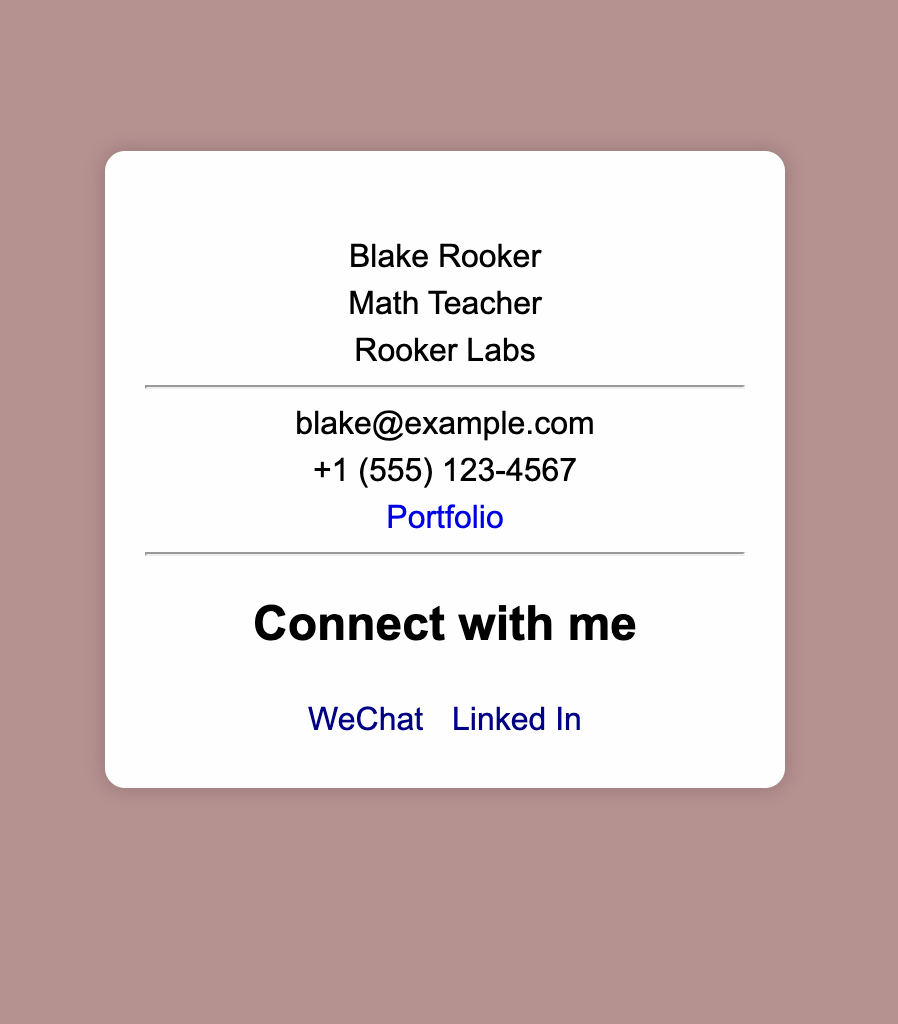 Blake Rooker
Math Teacher
Rooker Labs
blake@example.com
+1 (555) 123-4567
Portfolio
Connect with me
WeChat Linked In